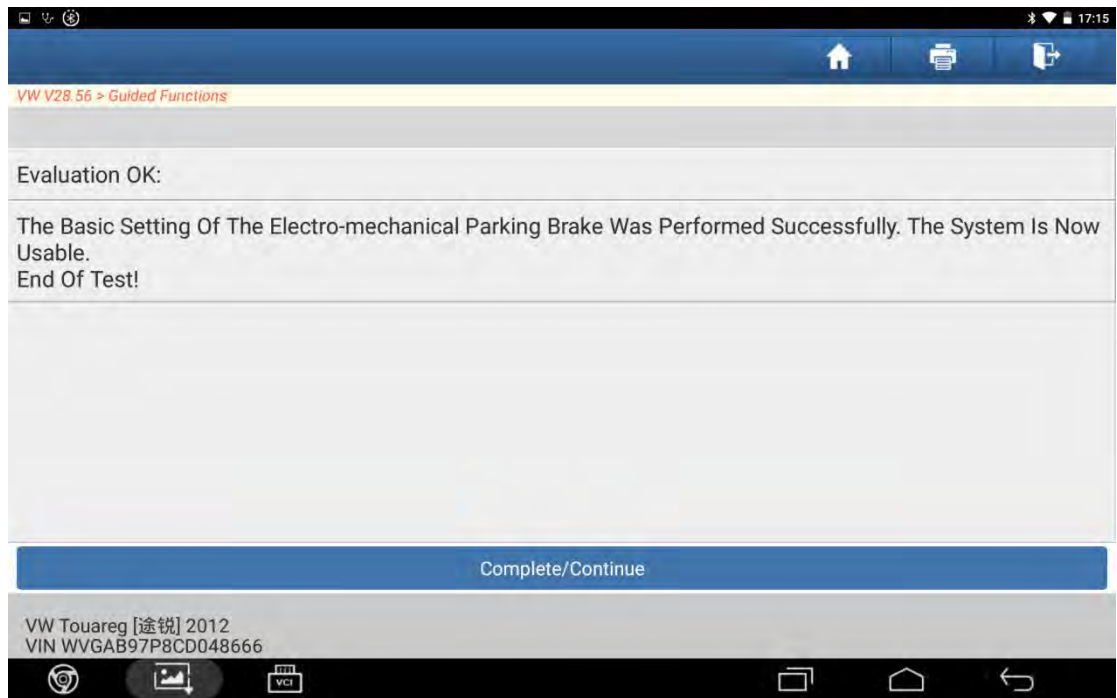 17:15
VW V28.56 > Guided Functions
Evaluation OK:
The Basic Setting Of The Electro-mechanical Parking Brake Was Performed Successfully. The System Is Now
Usable.
End Of Test!
Complete/Continue
VW Touareg [途锐] 2012
VIN WVGAB97P8CD048666
VCI